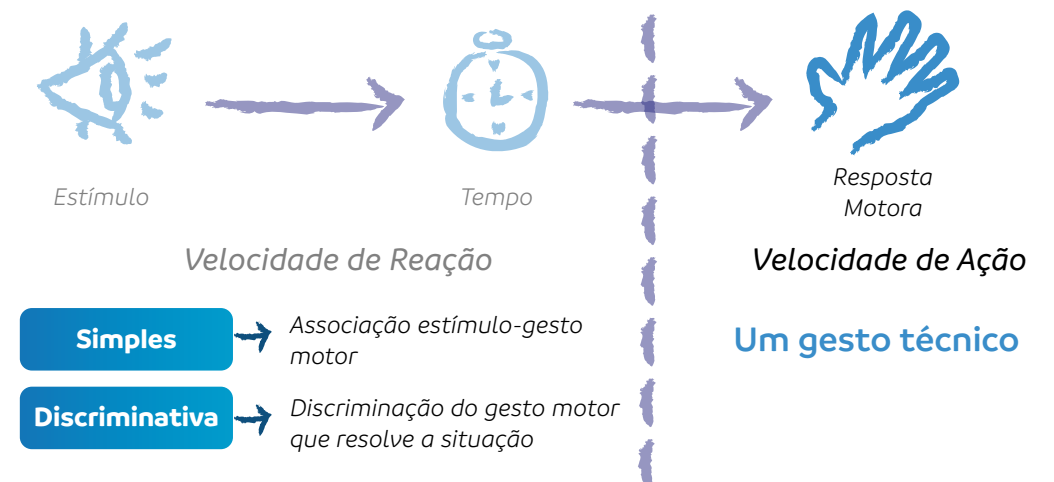 Estímulo
Tempo
Resposta
Motora
Velocidade de Reação
Velocidade de Ação
Simples
Associação estímulo-gesto
motor
Um gesto técnico
Discriminativa
Discriminação do gesto motor
que resolve a situação